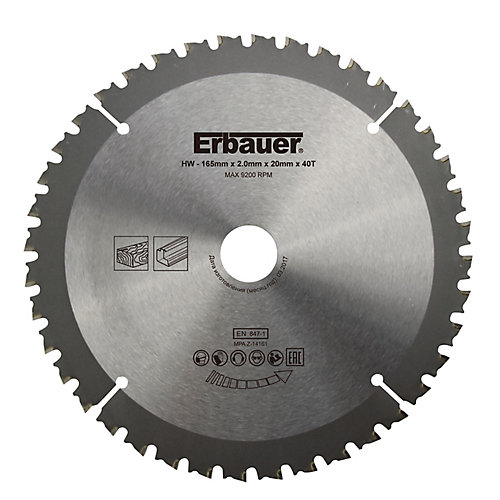 Erbauer®
HW - 165mm x 2.0mm x 20mm x 40T
MAX 9200 RPM
Дата изготовления (месяц/год): 03.2017
EN 847-1
MPA Z-14161
EAC